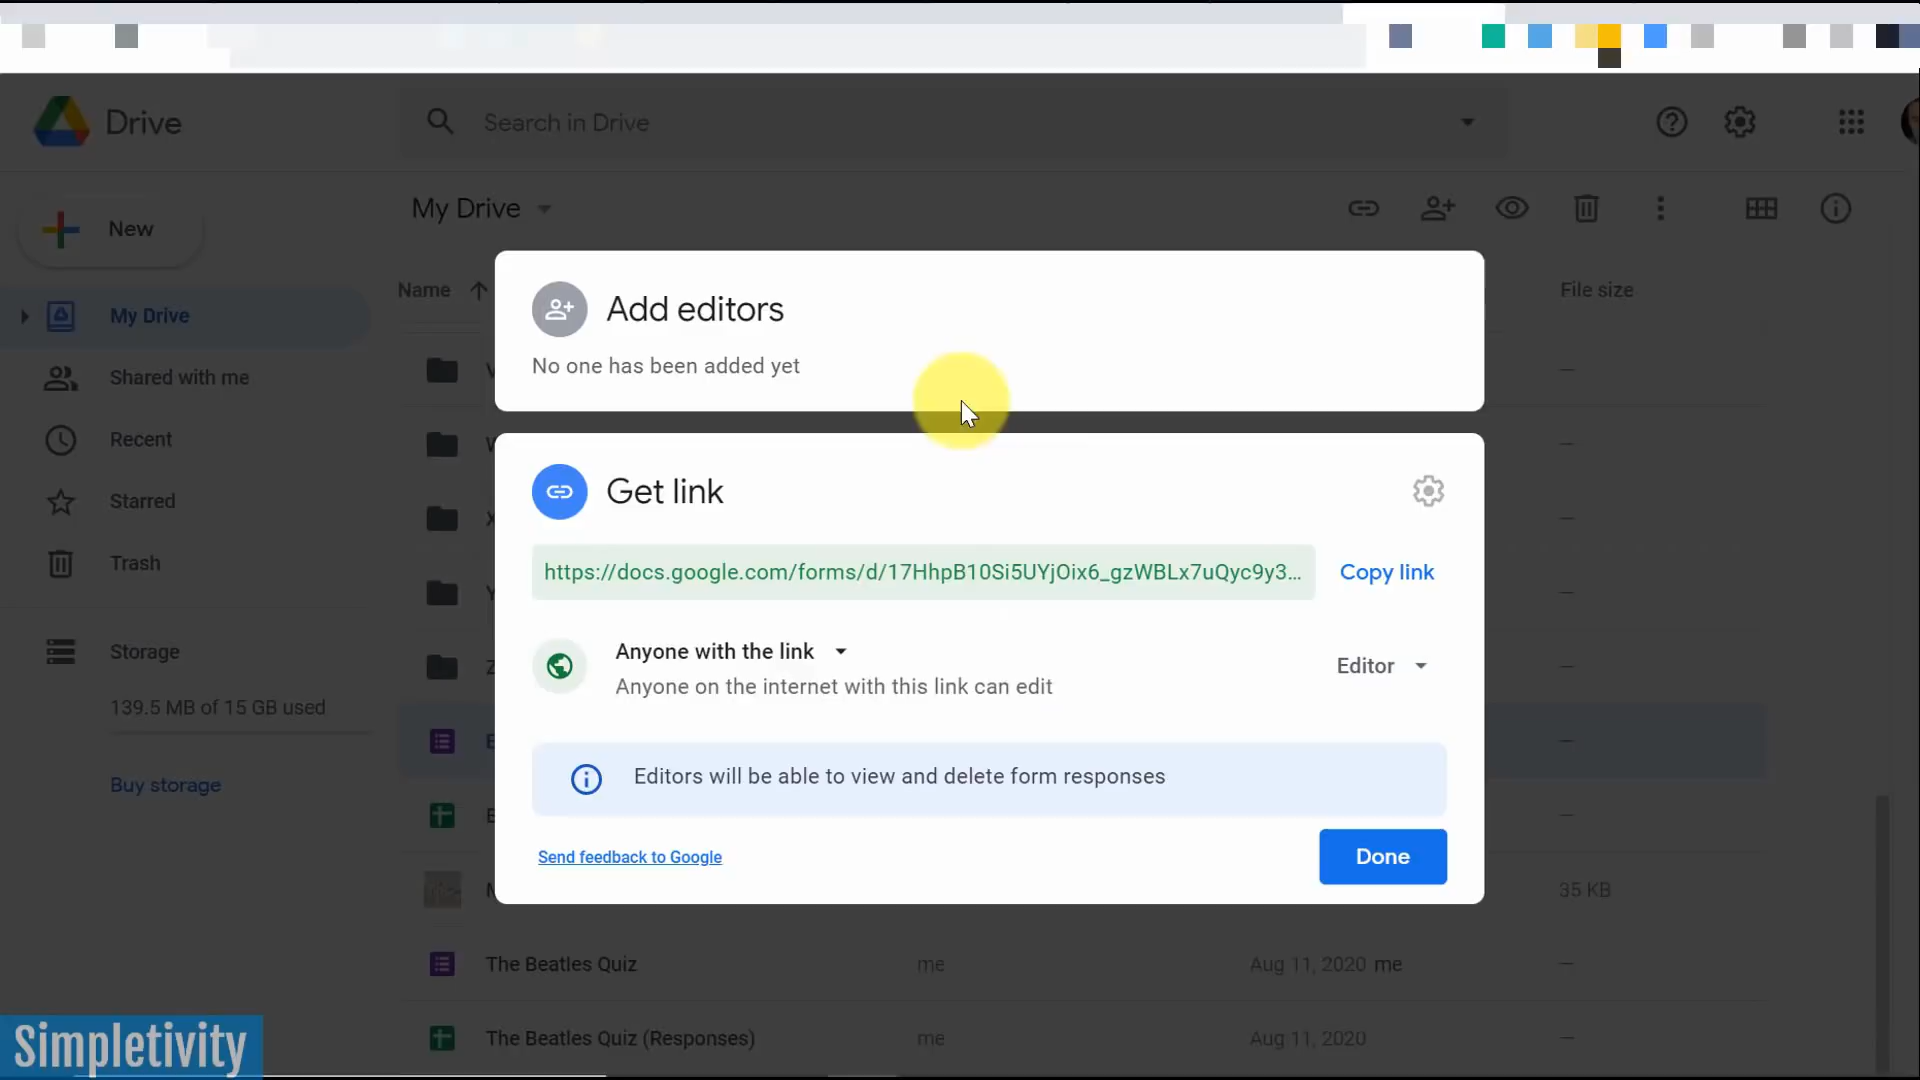 Drive
Search in Drive
New
My Drive
Name
File size
My Drive
Shared with me
Recent
Starred
Trash
Storage
139.5 MB of 15 GB used
Buy storage
Add editors
No one has been added yet
Get link
https://docs.google.com/forms/d/17HhpB10Si5UYjOix6_gzWBLx7uQyc9y3...
Copy link
Anyone with the link
Anyone on the internet with this link can edit
Editor
Editors will be able to view and delete form responses
Send feedback to Google
Done
35 KB
The Beatles Quiz me Aug 11, 2020 me —
The Beatles Quiz (Responses) me Aug 11, 2020 —
Simpletivity